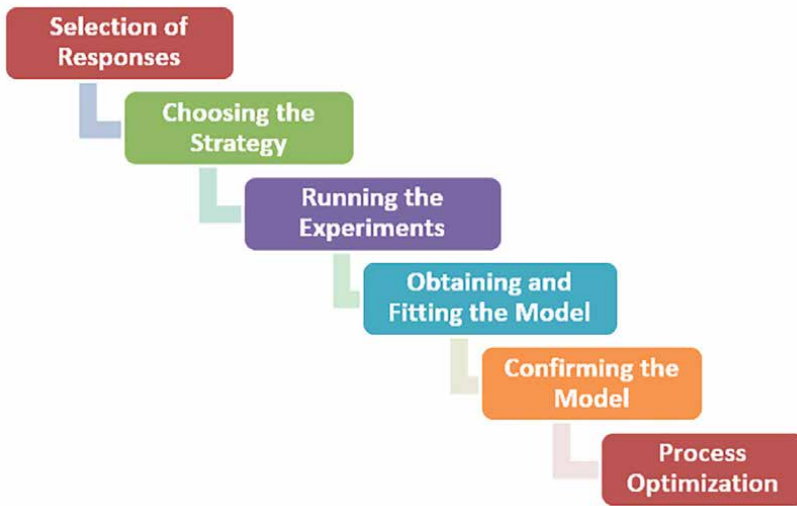 Selection of
Responses
Choosing the
Strategy
Running the
Experiments
Obtaining and
Fitting the Model
Confirming the
Model
Process
Optimization